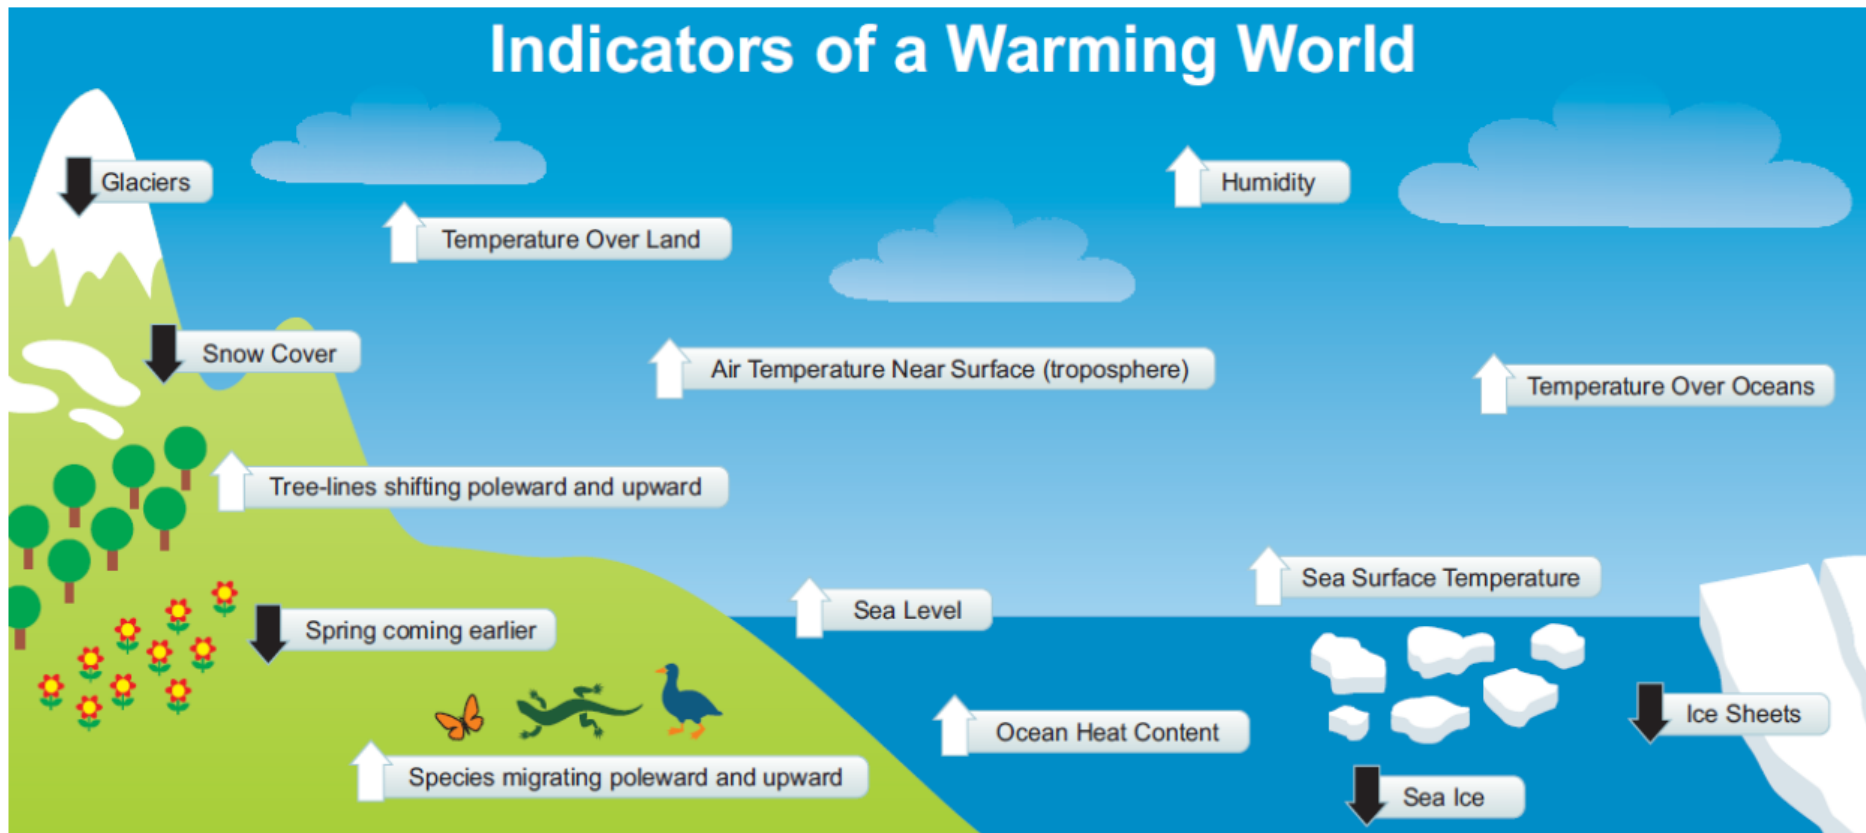 Indicators of a Warming World
Glaciers
Humidity
Temperature Over Land
Snow Cover
Air Temperature Near Surface (troposphere)
Temperature Over Oceans
Tree-lines shifting poleward and upward
Sea Surface Temperature
Sea Level
Spring coming earlier
Ice Sheets
Ocean Heat Content
Species migrating poleward and upward
Sea Ice